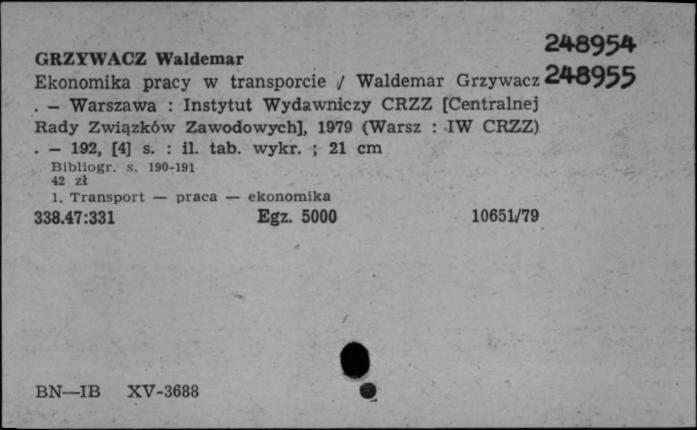 248954
GRZYWACZ Waldemar
Ekonomika pracy w transporcie / Waldemar Grzywacz 248955
. — Warszawa : Instytut Wydawniczy CRZZ [Centralnej
Rady Związków Zawodowych], 1979 (Warsz : IW CRZZ)
. — 192, [4] s. : il. tab. wykr. ; 21 cm
Bibliogr. s. 190-191
42 zł
1. Transport — praca — ekonomika
338.47:331 Egz. 5000 10651/79
BN—IB XV-3688